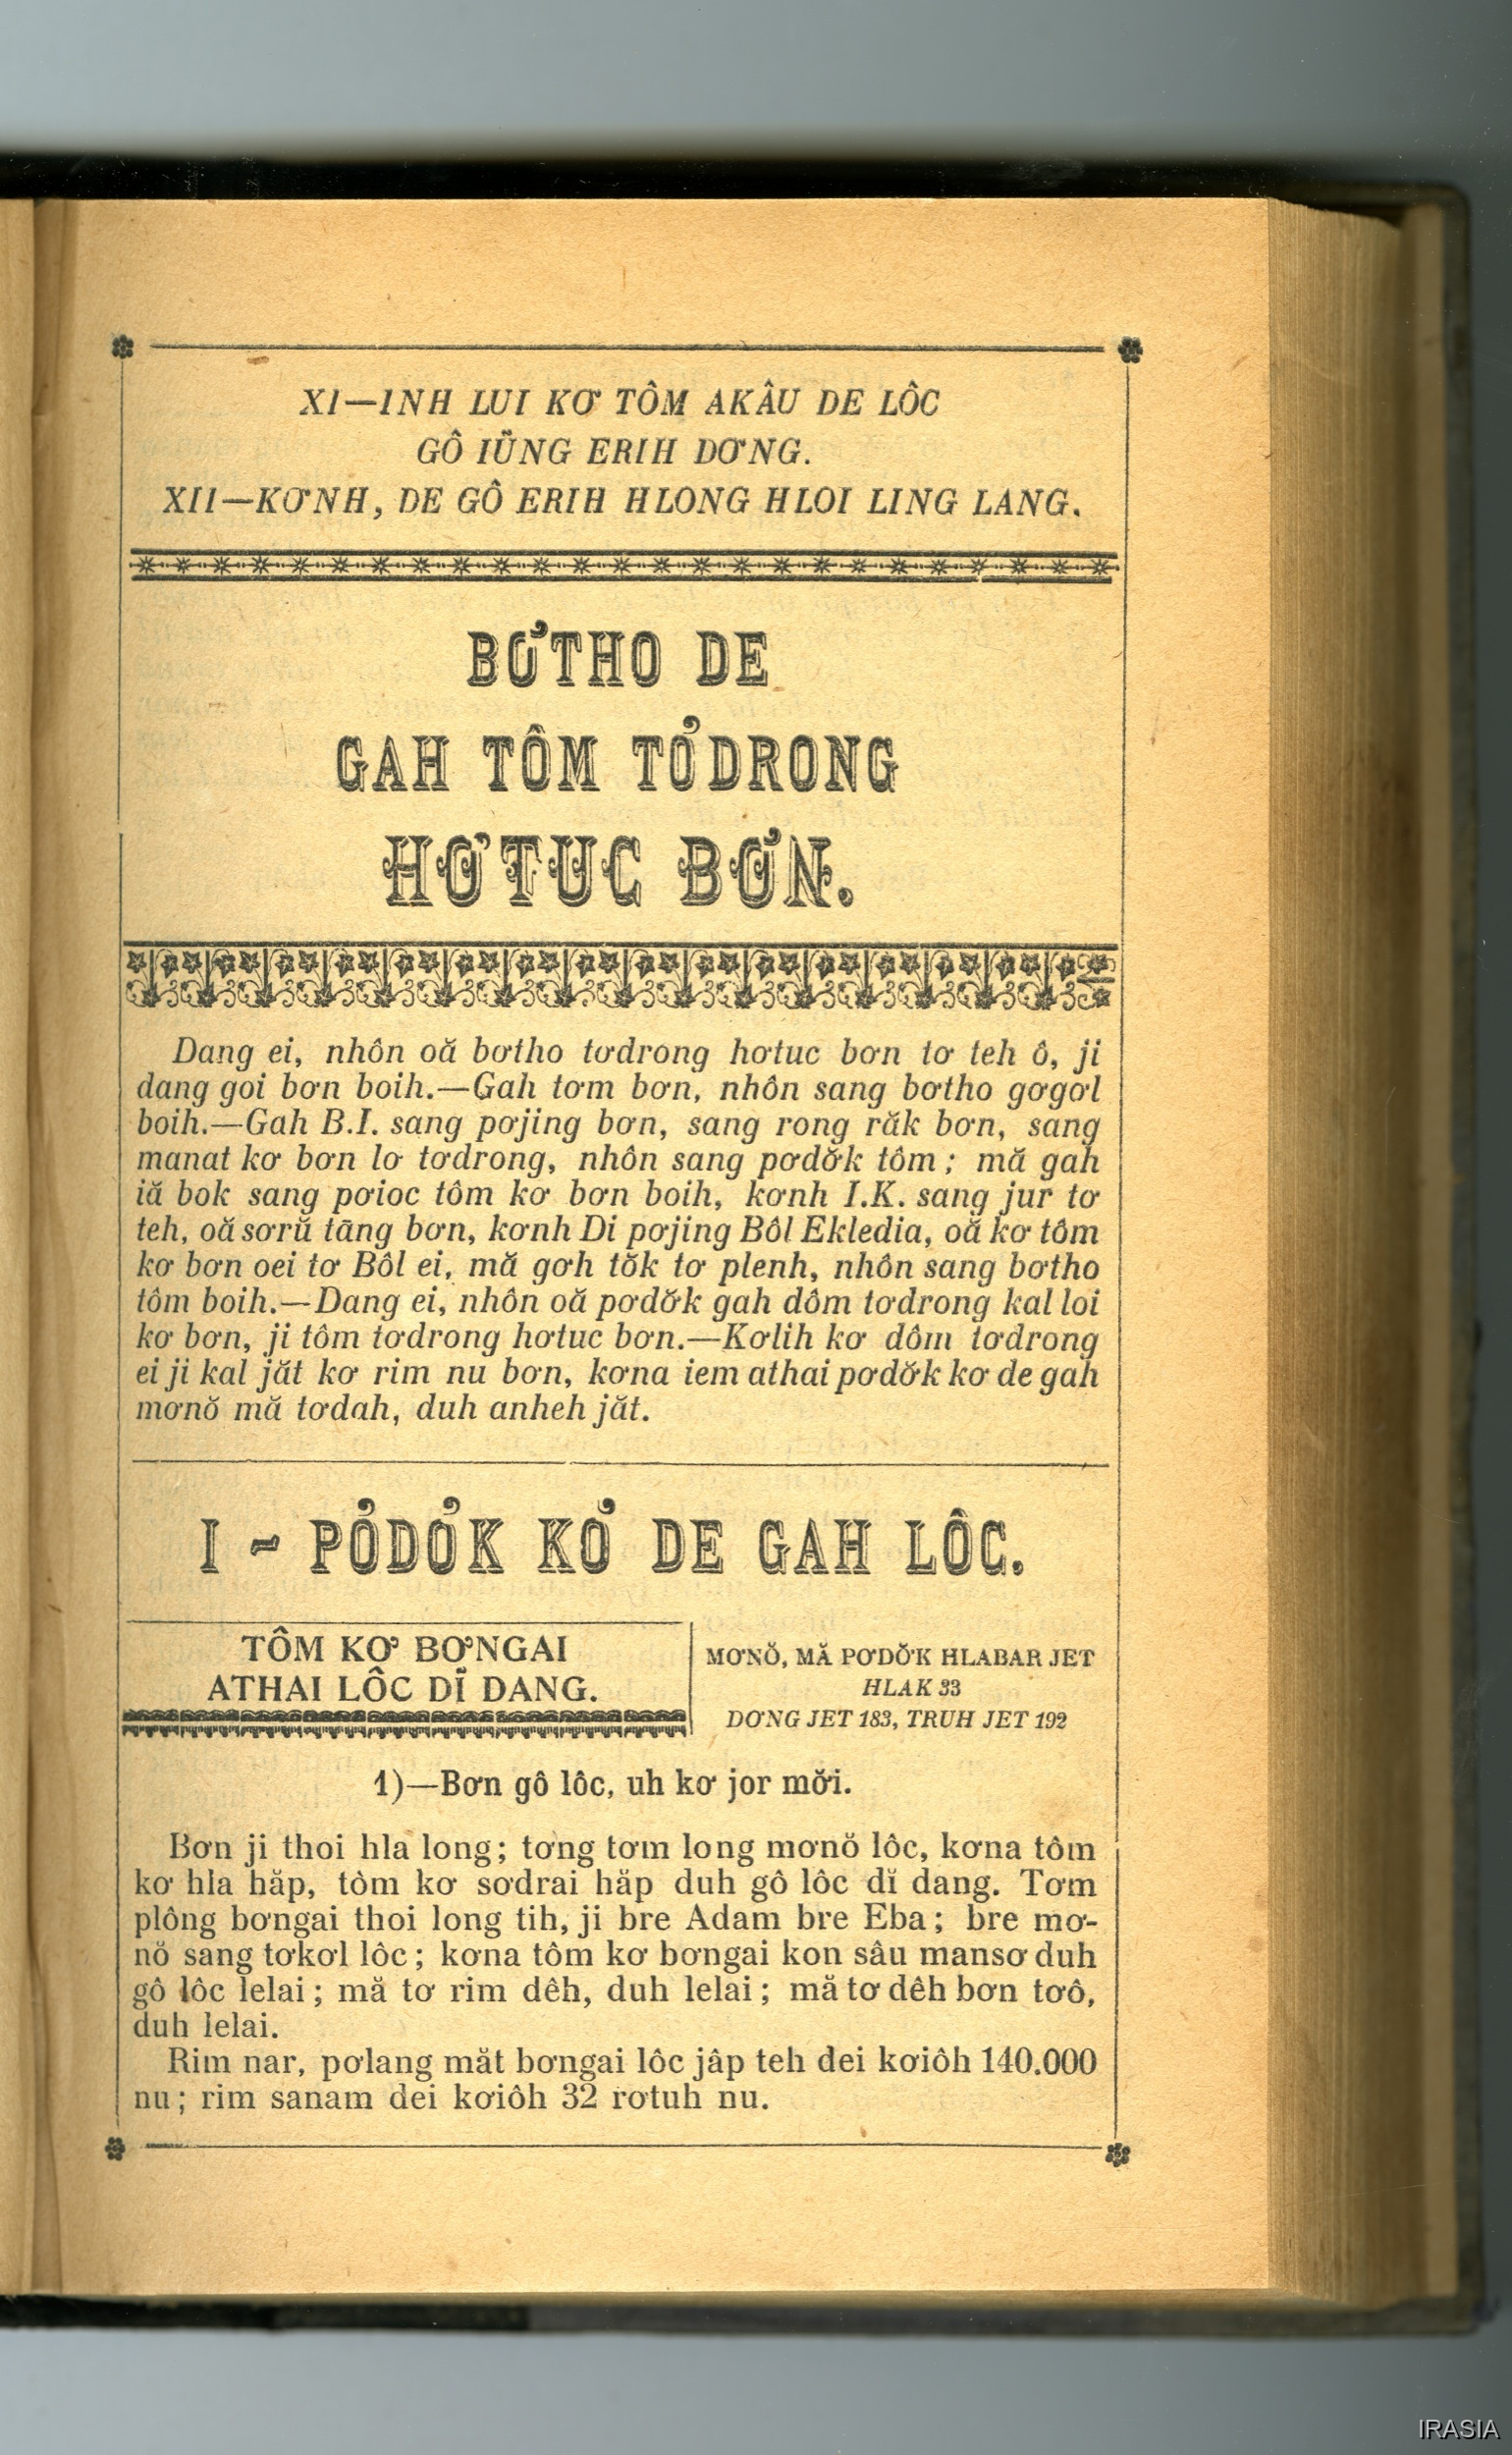 XI—INH LUI KƠ TÔM AKÂU DE LÔC
GÔ IŬNG ERIH DƠNG.
XII—KƠNH, DE GÔ ERIH HLONG HLOI LING LANG.
BƠTHO DE
GAH TÔM TƠDRONG
HƠTUC BƠN.
Dang ei, nhôn oă bơtho tơdrong hơtuc bơn tơ teh ô, ji
dang goi bơn boih.—Gah tơm bơn, nhôn sang bơtho gơgơl
boih.—Gah B.I. sang pơjing bơn, sang rong răk bơn, sang
manat kơ bơn lơ tơdrong, nhôn sang pơdơ̆k tôm; mă gah
iă bok sang pơioc tôm kơ bơn boih, kơnh I.K. sang jur tơ
teh, oă sơrŭ tāng bơn, kơnh Di pơjing Bôl Ekledia, oă kơ tôm
kơ bơn oei tơ Bôl ei, mă gơh tŏk tơ plenh, nhôn sang bơtho
tôm boih.—Dang ei, nhôn oă pơdơ̆k gah dôm tơdrong kal loi
kơ bơn, ji tôm tơdrong hơtuc bơn.—Kơlih kơ dôm tơdrong
ei ji kal jăt kơ rim nu bơn, kơna iem athai pơdơ̆k kơ de gah
mơnŏ mă tơdah, duh anheh jăt.
I - PƠDƠK KƠ DE GAH LÔC.
TÔM KƠ BƠNGAI
ATHAI LÔC DĬ DANG.
MƠNŎ, MĂ PƠDƠ̆K HLABAR JET
HLAK 33
DƠNG JET 183, TRUH JET 192
1)—Bơn gô lôc, uh kơ jor mơ̆i.
Bơn ji thoi hla long; tơng tơm long mơnŏ lôc, kơna tôm
kơ hla hăp, tòm kơ sơdrai hăp duh gô lôc dĭ dang. Tơm
plông bơngai thoi long tih, ji bre Adam bre Eba; bre mơ-
nŏ sang tơkơl lôc; kơna tôm kơ bơngai kon sâu mansơ duh
gô lôc lelai; mă tơ rim dêh, duh lelai; mă tơ dêh bơn tơô,
duh lelai.
Rim nar, pơlang măt bơngai lôc jâp teh dei kơiôh 140.000
nu; rim sanam dei kơiôh 32 rơtuh nu.
IRASIA